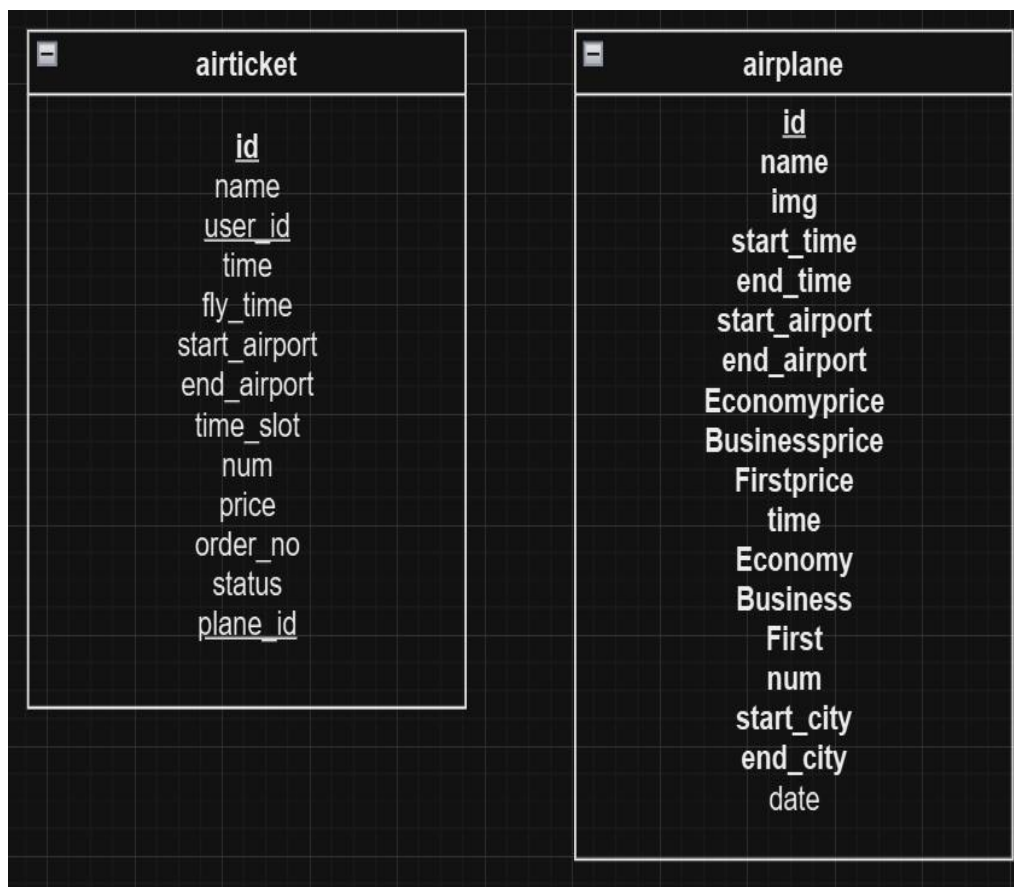 airticket
id
name
user_id
time
fly_time
start_airport
end_airport
time_slot
num
price
order_no
status
plane_id
airplane
id
name
img
start_time
end_time
start_airport
end_airport
Economyprice
Businessprice
Firstprice
time
Economy
Business
First
num
start_city
end_city
date